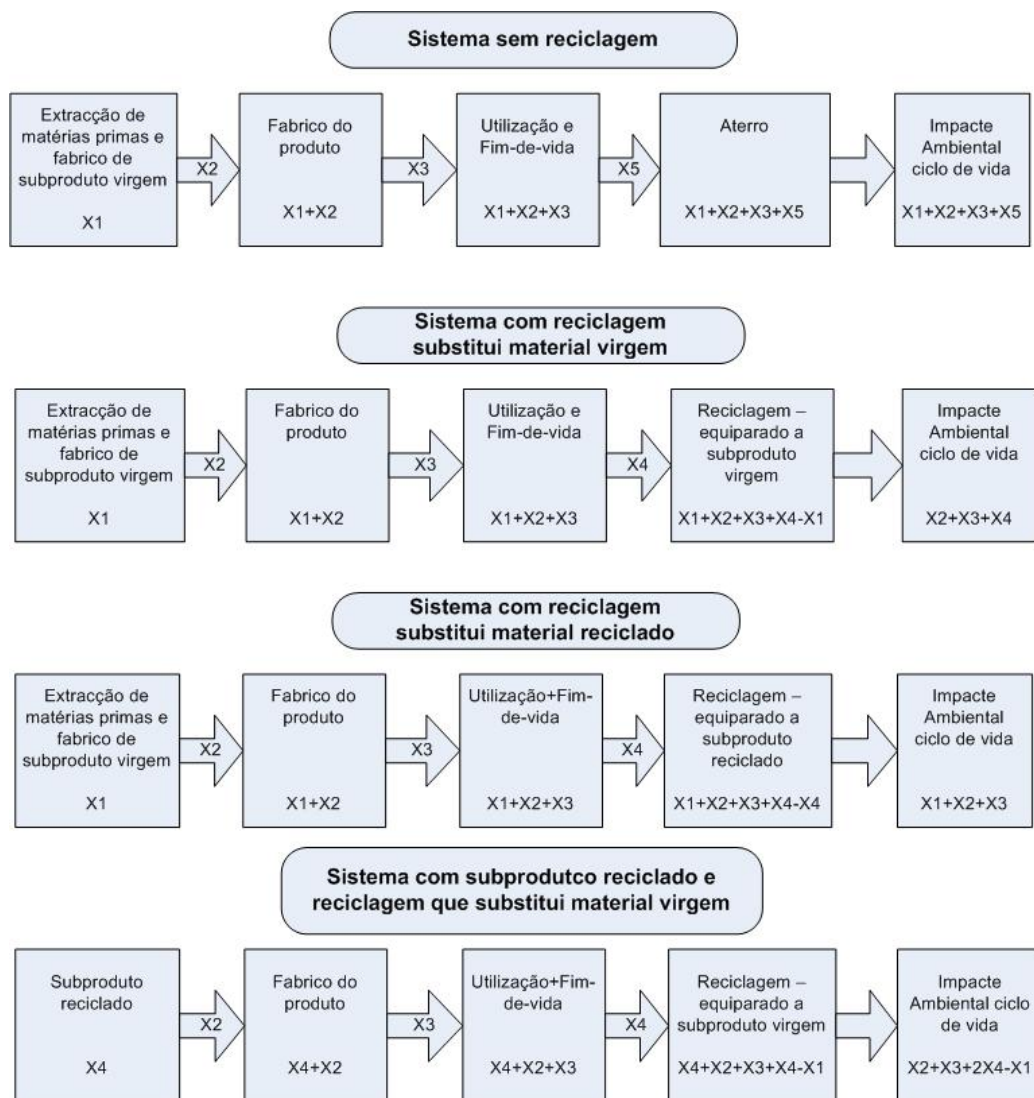 Sistema sem reciclagem
Extracção de
matérias primas e
fabrico de
subproduto virgem
X1
X2
Fabrico do
produto
X1+X2
X3
Utilização e
Fim-de-vida
X1+X2+X3
X5
Aterro
X1+X2+X3+X5
Impacte
Ambiental
ciclo de vida
X1+X2+X3+X5
Sistema com reciclagem
substitui material virgem
Extracção de
matérias primas e
fabrico de
subproduto virgem
X1
X2
Fabrico do
produto
X1+X2
X3
Utilização e
Fim-de-vida
X1+X2+X3
X4
Reciclagem –
equiparado a
subproduto
virgem
X1+X2+X3+X4-X1
Impacte
Ambiental
ciclo de vida
X2+X3+X4
Sistema com reciclagem
substitui material reciclado
Extracção de
matérias primas e
fabrico de
subproduto virgem
X1
X2
Fabrico do
produto
X1+X2
X3
Utilização+Fim-
de-vida
X1+X2+X3
X4
Reciclagem –
equiparado a
subproduto
reciclado
X1+X2+X3+X4-X4
Impacte
Ambiental
ciclo de vida
X1+X2+X3
Sistema com subprodutco reciclado e
reciclagem que substitui material virgem
Subproduto
reciclado
X4
X2
Fabrico do
produto
X4+X2
X3
Utilização+Fim-
de-vida
X4+X2+X3
X4
Reciclagem –
equiparado a
subproduto virgem
X4+X2+X3+X4-X1
Impacte
Ambiental ciclo
de vida
X2+X3+2X4-X1